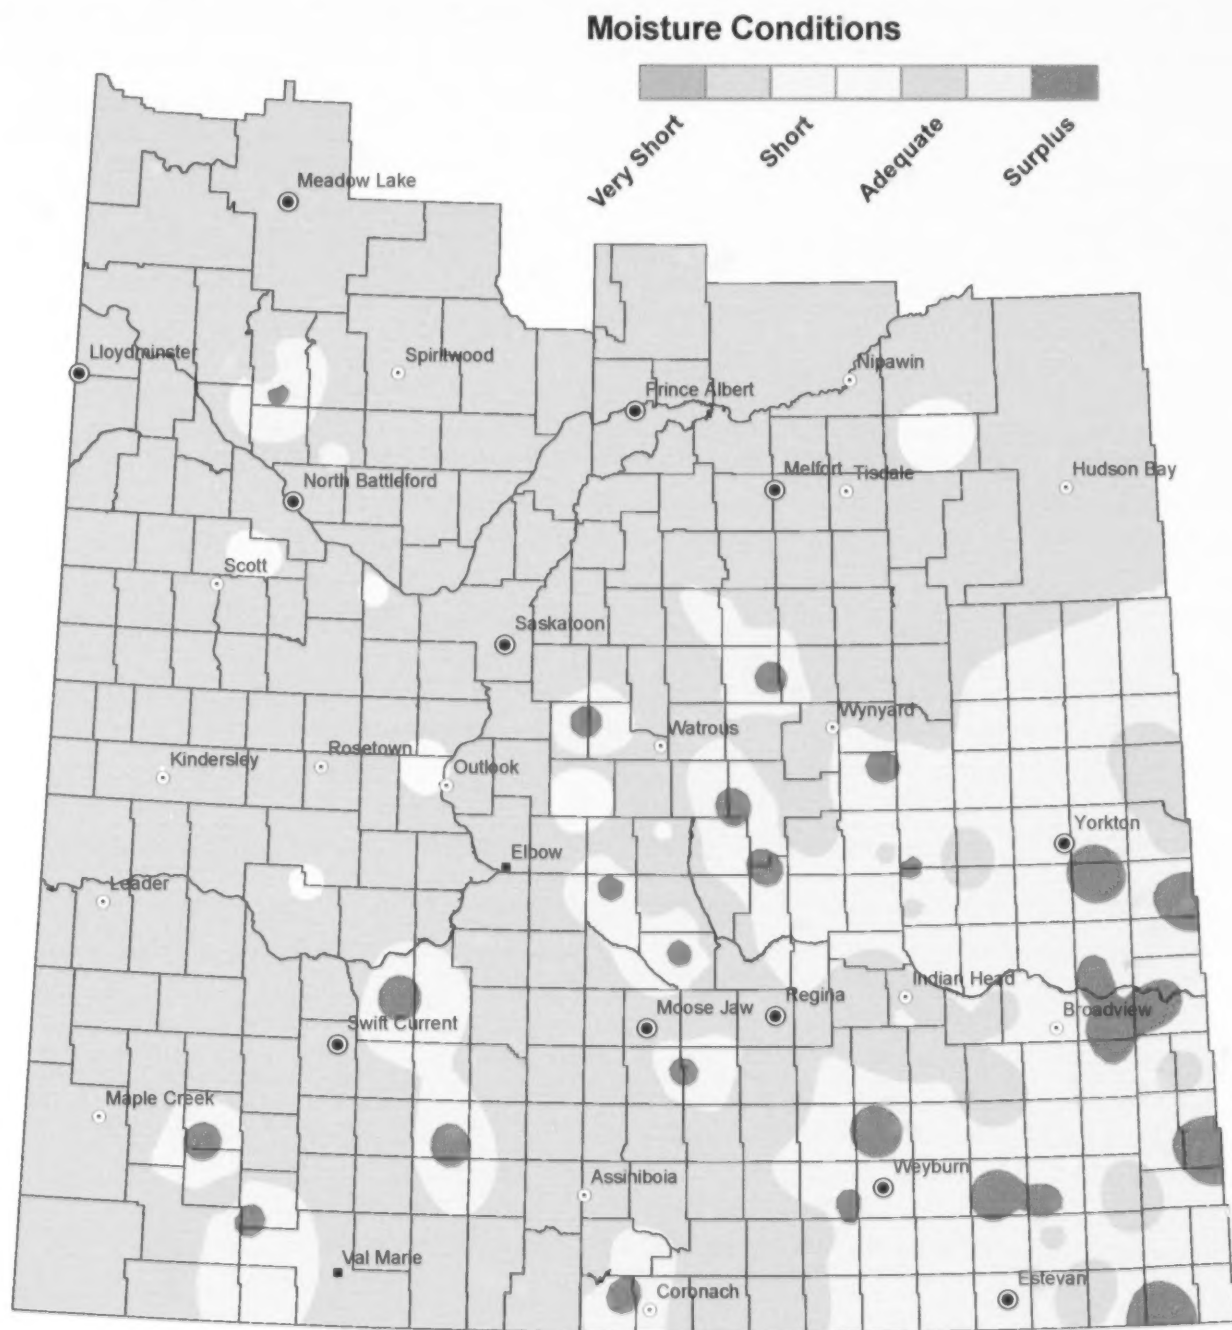 Moisture Conditions
Very Short
Short
Adequate
Surplus
Meadow Lake
Lloydminster
Spiritwood
Nipawin
Prince Albert
North Battleford
Melfort
Tisdale
Hudson Bay
Scott
Saskatoon
Watrous
Wynyard
Kindersley
Rosetown
Outlook
Yorkton
Elbow
Leader
Indian Head
Regina
Moose Jaw
Broadview
Swift Current
Maple Creek
Weyburn
Assiniboia
Val Marie
Coronach
Estevan